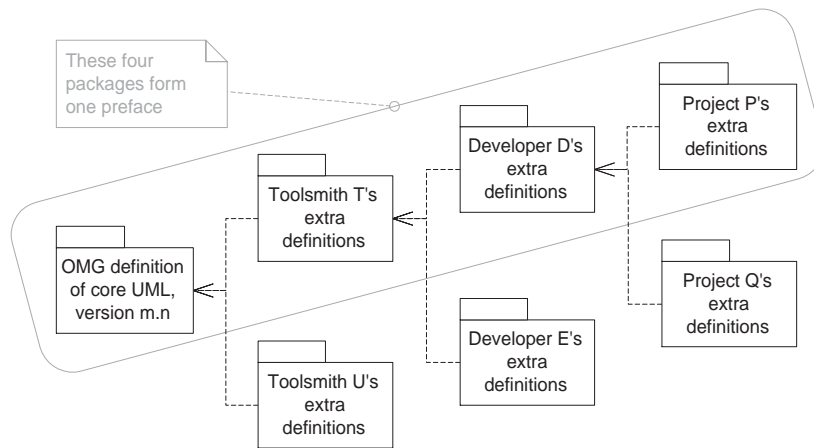 These four
packages form
one preface
Project P's
extra
definitions
Developer D's
extra
definitions
Toolsmith T's
extra
definitions
OMG definition
of core UML,
version m.n
Project Q's
extra
definitions
Developer E's
extra
definitions
Toolsmith U's
extra
definitions